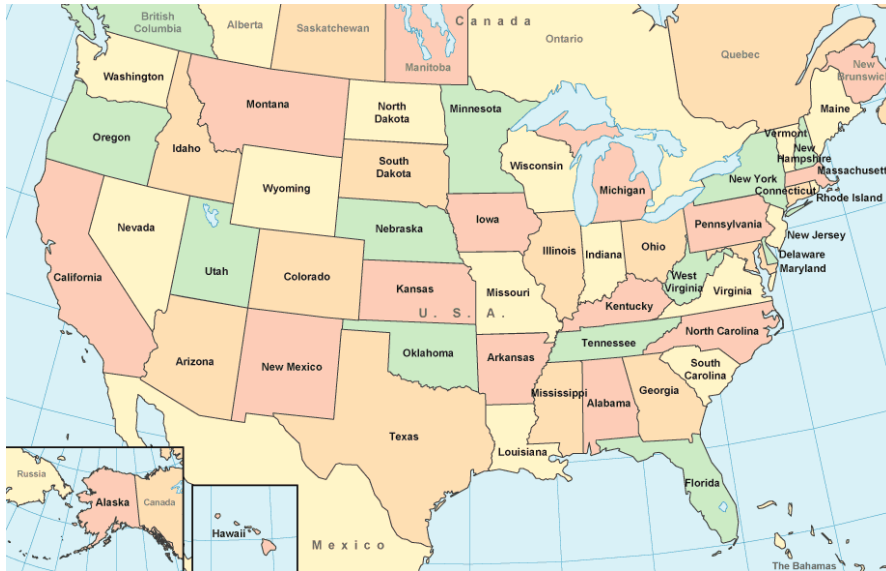 British
Columbia
Alberta
Saskatchewan
Manitoba
Canada
Ontario
Quebec
New
Brunswick
Washington
Montana
North
Dakota
Minnesota
Maine
Oregon
Idaho
South
Dakota
Wisconsin
Michigan
Vermont
New
Hampshire
New York
Massachusett
Connecticut
Rhode Island
Wyoming
Nebraska
Iowa
Pennsylvania
New Jersey
Nevada
Utah
Colorado
Illinois
Indiana
Ohio
Delaware
Maryland
California
Kansas
Missouri
West
Virginia
Virginia
Kentucky
U. S. A.
Arizona
New Mexico
Oklahoma
Arkansas
Tennessee
North Carolina
South
Carolina
Texas
Mississippi
Alabama
Georgia
Louisiana
Florida
Russia
Alaska
Canada
Hawaii
Mexico
The Bahamas